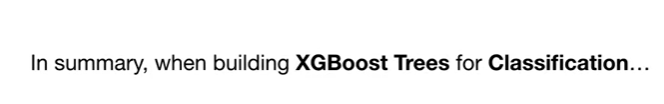 In summary, when building XGBoost Trees for Classification…